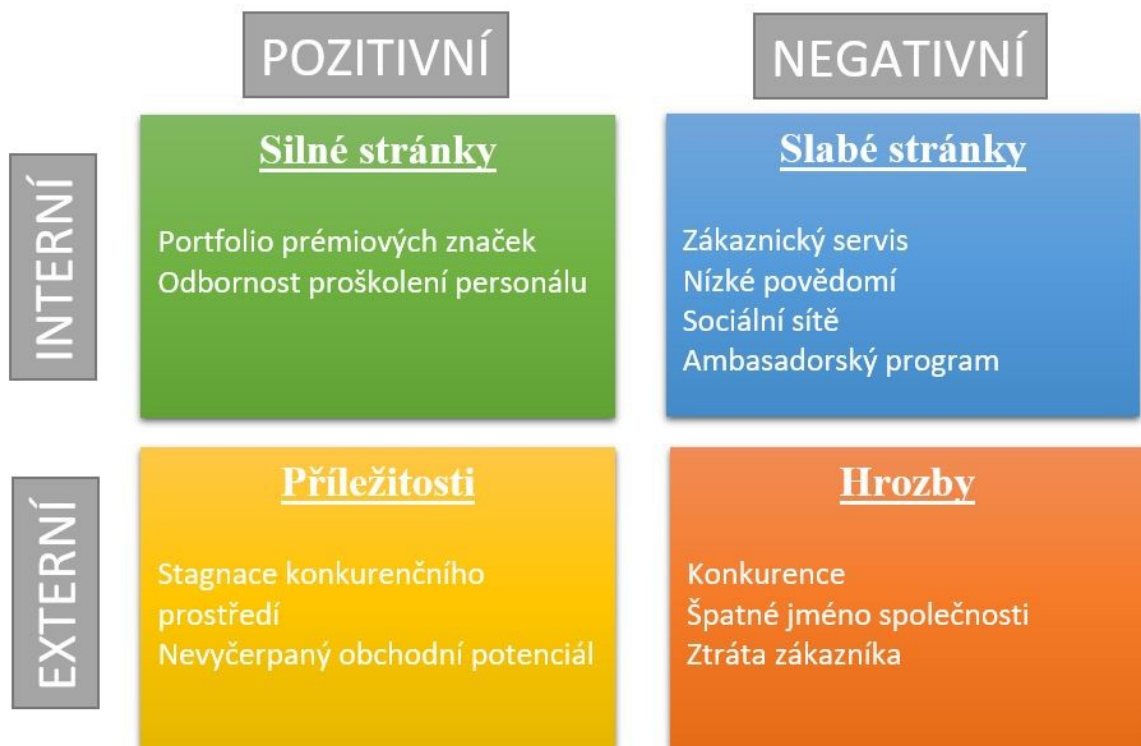 POZITIVNÍ
NEGATIVNÍ
INTERNÍ
Silné stránky
Portfolio prémiových značek
Odbornost proškolení personálu
Slabé stránky
Zákaznický servis
Nízké povědomí
Sociální sítě
Ambasadorský program
EXTERNÍ
Příležitosti
Stagnace konkurenčního
prostředí
Nevyčerpaný obchodní potenciál
Hrozby
Konkurence
Špatné jméno společnosti
Ztráta zákazníka